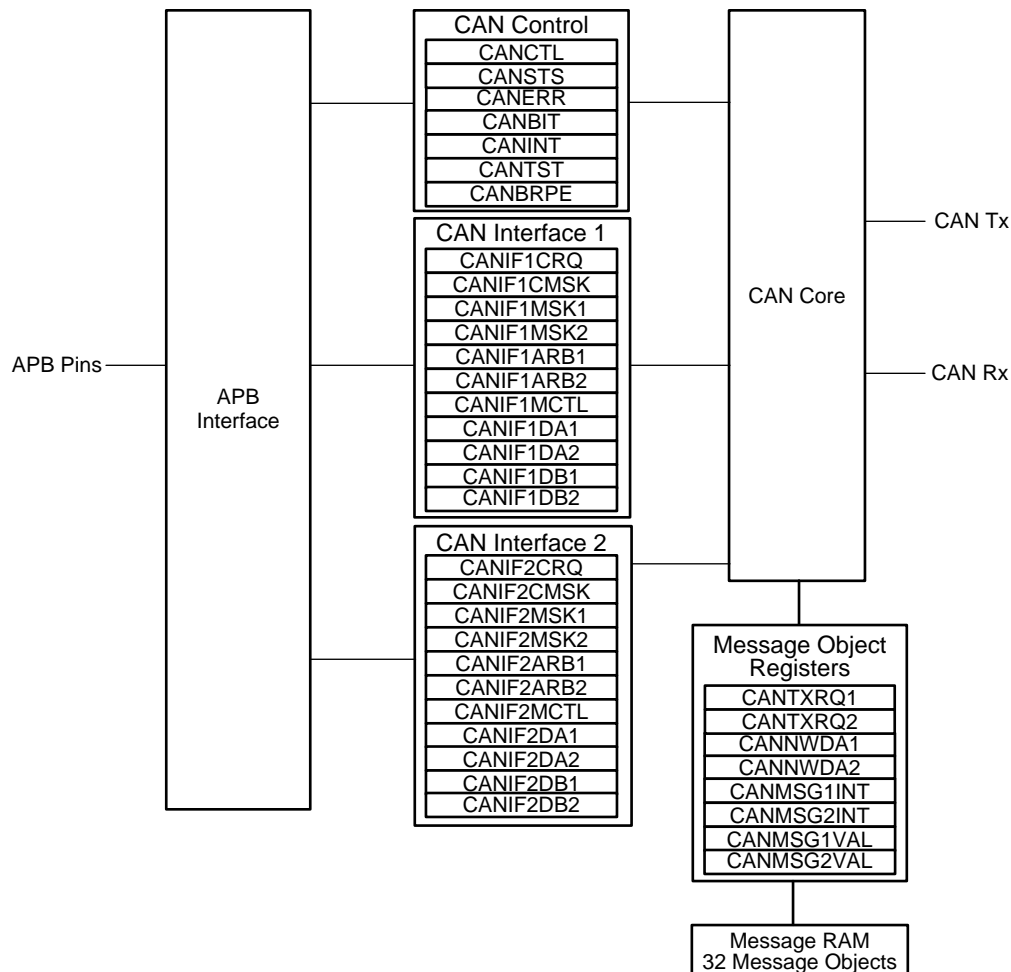 CAN Control
CANCTL
CANSTS
CANERR
CANBIT
CANINT
CANTST
CANBRPE
CAN Interface 1
CANIF1CRQ
CANIF1CMSK
CANIF1MSK1
CANIF1MSK2
CANIF1ARB1
CANIF1ARB2
CANIF1MCTL
CANIF1DA1
CANIF1DA2
CANIF1DB1
CANIF1DB2
CAN Interface 2
CANIF2CRQ
CANIF2CMSK
CANIF2MSK1
CANIF2MSK2
CANIF2ARB1
CANIF2ARB2
CANIF2MCTL
CANIF2DA1
CANIF2DA2
CANIF2DB1
CANIF2DB2
APB Pins
APB
Interface
CAN Core
CAN Tx
CAN Rx
Message Object
Registers
CANTXRQ1
CANTXRQ2
CANNWDA1
CANNWDA2
CANMSG1INT
CANMSG2INT
CANMSG1VAL
CANMSG2VAL
Message RAM
32 Message Objects